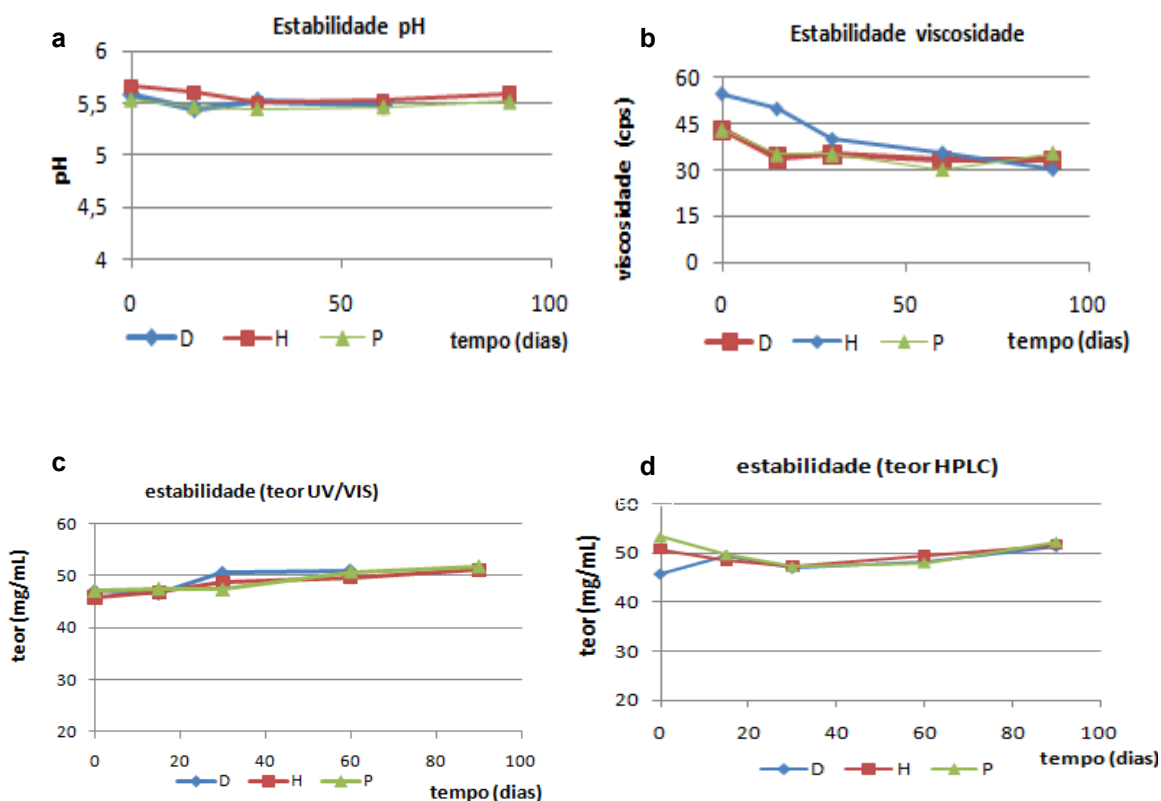 a
Estabilidade pH
6
5,5
5
4,5
4
pH
0 50 100
D H P
tempo (dias)
b
Estabilidade viscosidade
60
45
30
15
0
viscosidade (cps)
0 50 100
D H P
tempo (dias)
c
estabilidade (teor UV/VIS)
60
50
40
30
20
teor (mg/mL)
0 20 40 60 80 100
D H P
tempo (dias)
d
estabilidade (teor HPLC)
60
50
40
30
20
teor (mg/mL)
0 20 40 60 80 100
tempo (dias)
D H P